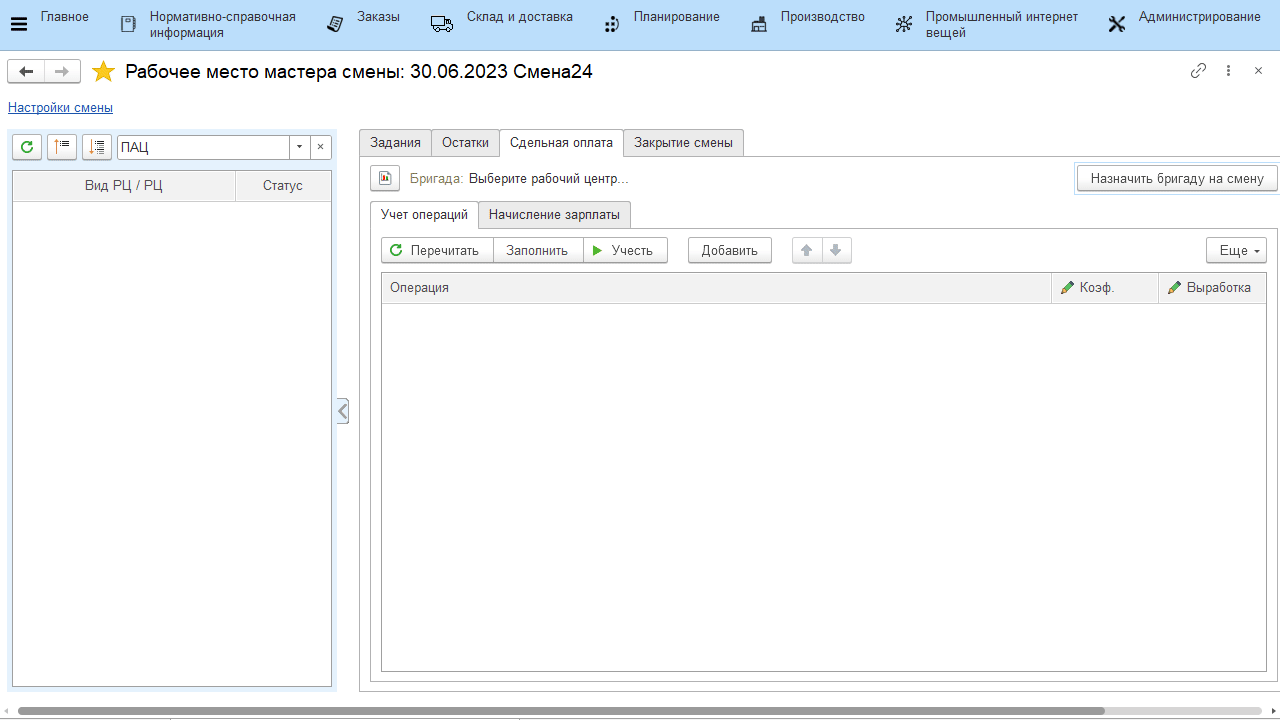 Главное
Нормативно-справочная
информация
Заказы
Склад и доставка
Планирование
Производство
Промышленный интернет
вещей
Администрирование
Рабочее место мастера смены: 30.06.2023 Смена24
Настройки смены
ПАЦ
Вид РЦ / РЦ
Статус
Задания
Остатки
Сдельная оплата
Закрытие смены
Бригада: Выберите рабочий центр...
Назначить бригаду на смену
Учет операций
Начисление зарплаты
Перечитать
Заполнить
Учесть
Добавить
Еще
Операция
Коэф.
Выработка